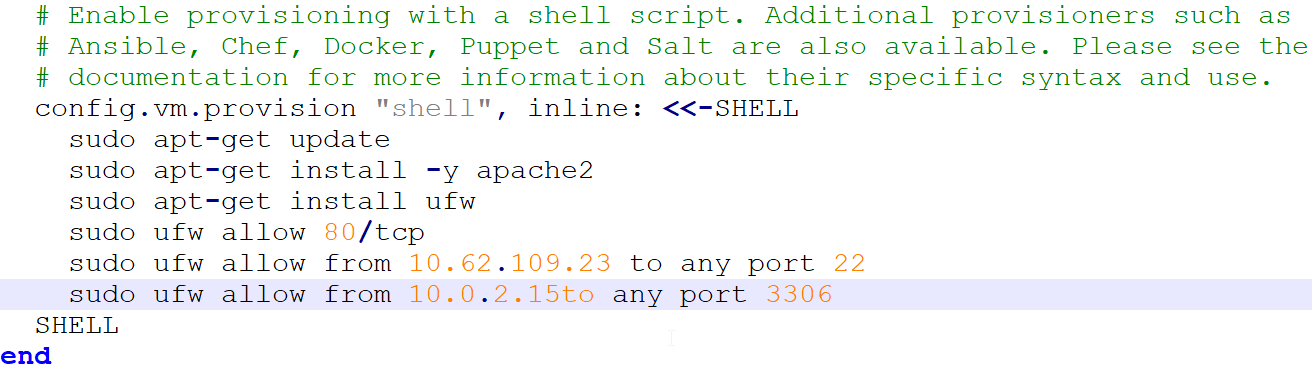 # Enable provisioning with a shell script. Additional provisioners such as
# Ansible, Chef, Docker, Puppet and Salt are also available. Please see the
# documentation for more information about their specific syntax and use.
config.vm.provision "shell", inline: <<-SHELL
sudo apt-get update
sudo apt-get install -y apache2
sudo apt-get install ufw
sudo ufw allow 80/tcp
sudo ufw allow from 10.62.109.23 to any port 22
sudo ufw allow from 10.0.2.15to any port 3306
SHELL
end